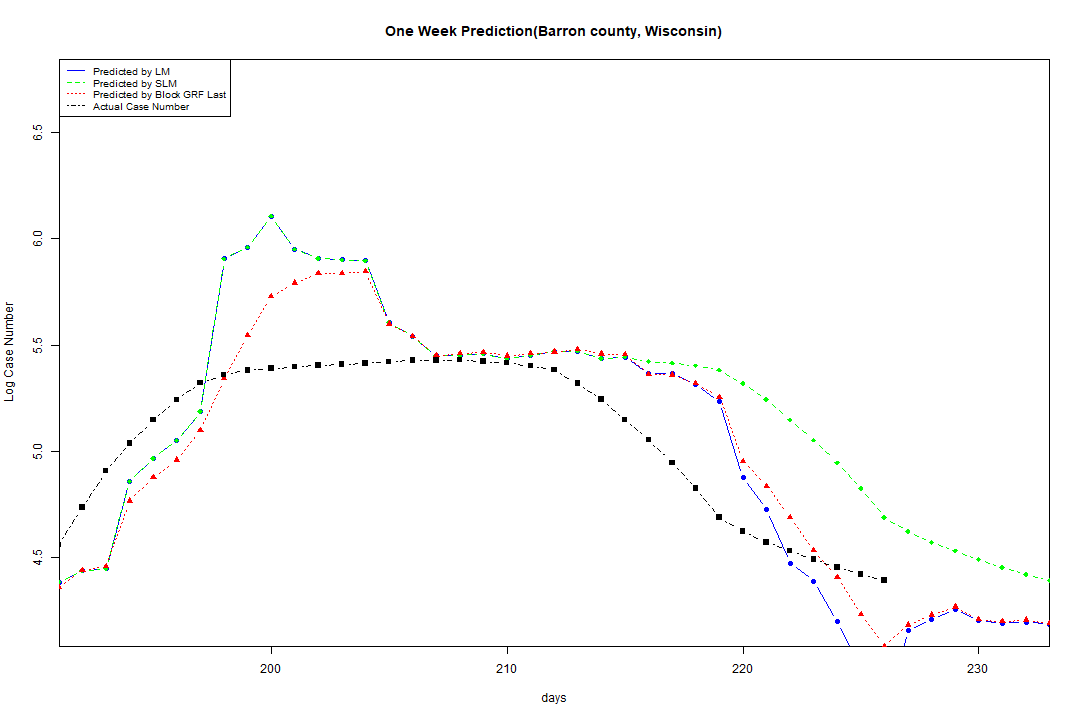 One Week Prediction(Barron county, Wisconsin)
Predicted by LM
Predicted by SLM
Predicted by Block GRF Last
Actual Case Number
Log Case Number
6.5
6.0
5.5
5.0
4.5
200 210 220 230
days